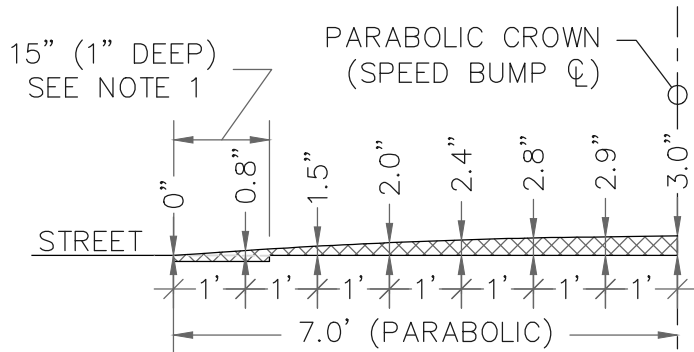 15” (1” DEEP)
SEE NOTE 1
PARABOLIC CROWN
(SPEED BUMP ℄)
0”
0.8”
1.5”
2.0”
2.4”
2.8”
2.9”
3.0”
STREET
1' 1' 1' 1' 1' 1' 1'
7.0' (PARABOLIC)